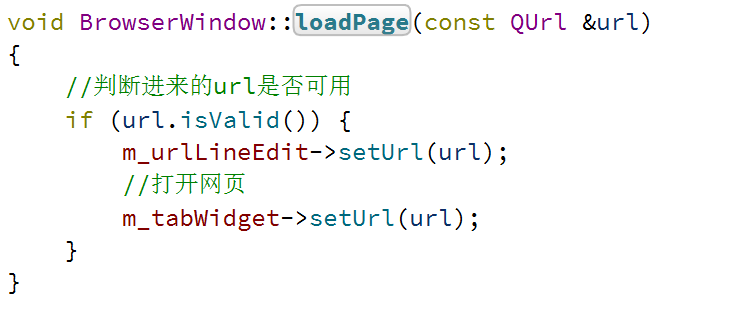 void BrowserWindow::loadPage(const QUrl &url)
{
    //判断进来的url是否可用
    if (url.isValid()) {
        m_urlLineEdit->setUrl(url);
        //打开网页
        m_tabWidget->setUrl(url);
    }
}